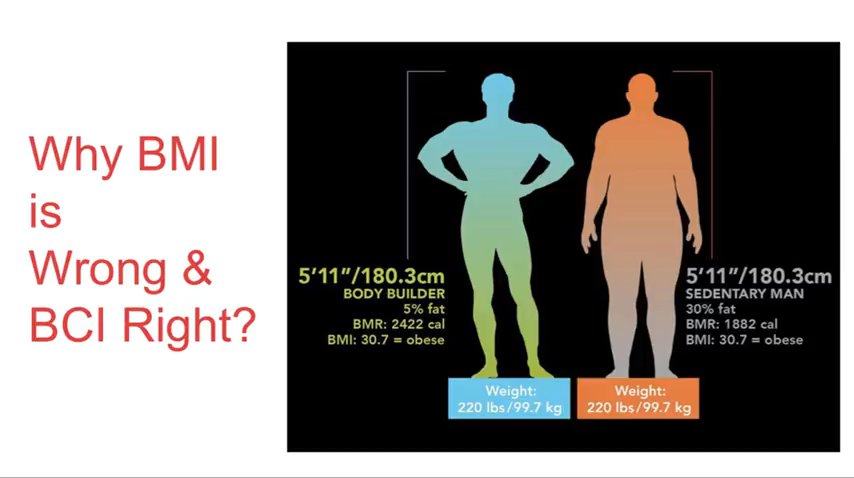 Why BMI
is
Wrong &
BCI Right?
5’11”/180.3cm
BODY BUILDER
5% fat
BMR: 2422 cal
BMI: 30.7 = obese
5’11”/180.3cm
SEDENTARY MAN
30% fat
BMR: 1882 cal
BMI: 30.7 = obese
Weight:
220 lbs/99.7 kg
Weight:
220 lbs/99.7 kg